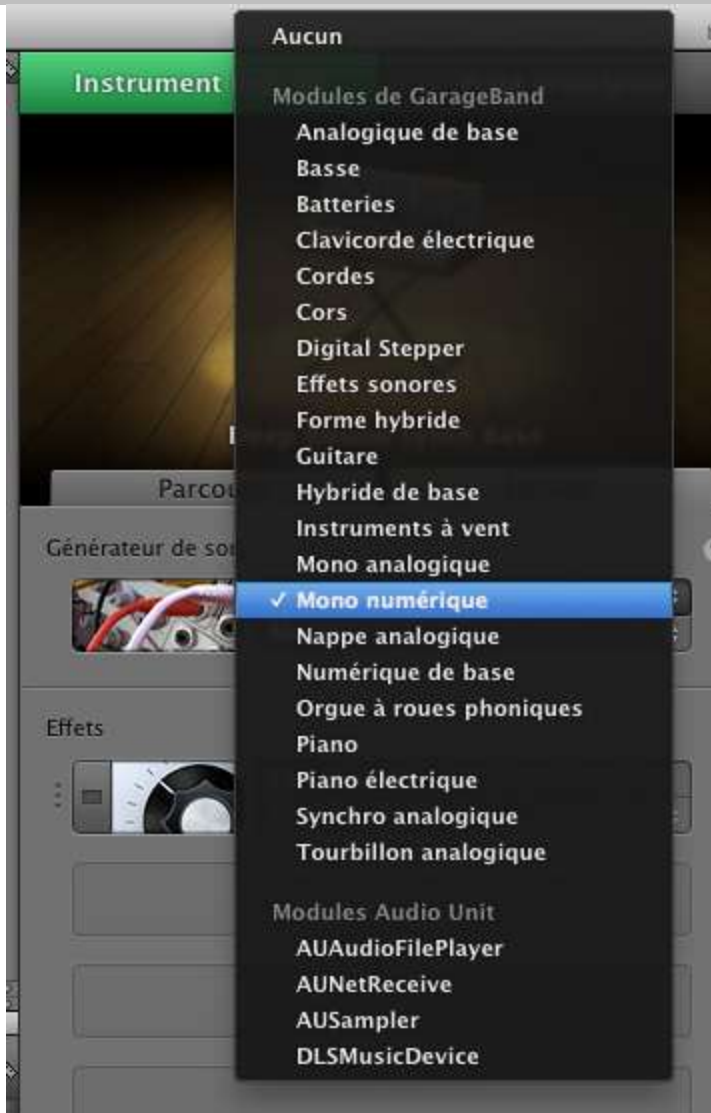 Aucun
Instrument
Modules de GarageBand
Analogique de base
Basse
Batteries
Clavicorde électrique
Cordes
Cors
Digital Stepper
Effets sonores
Forme hybride
Guitare
Hybride de base
Instruments à vent
Mono analogique
✓ Mono numérique
Nappe analogique
Numérique de base
Orgue à roues phoniques
Piano
Piano électrique
Synchro analogique
Tourbillon analogique
Modules Audio Unit
AUAudioFilePlayer
AUNetReceive
AUSampler
DLSMusicDevice
Générateur de
Effets